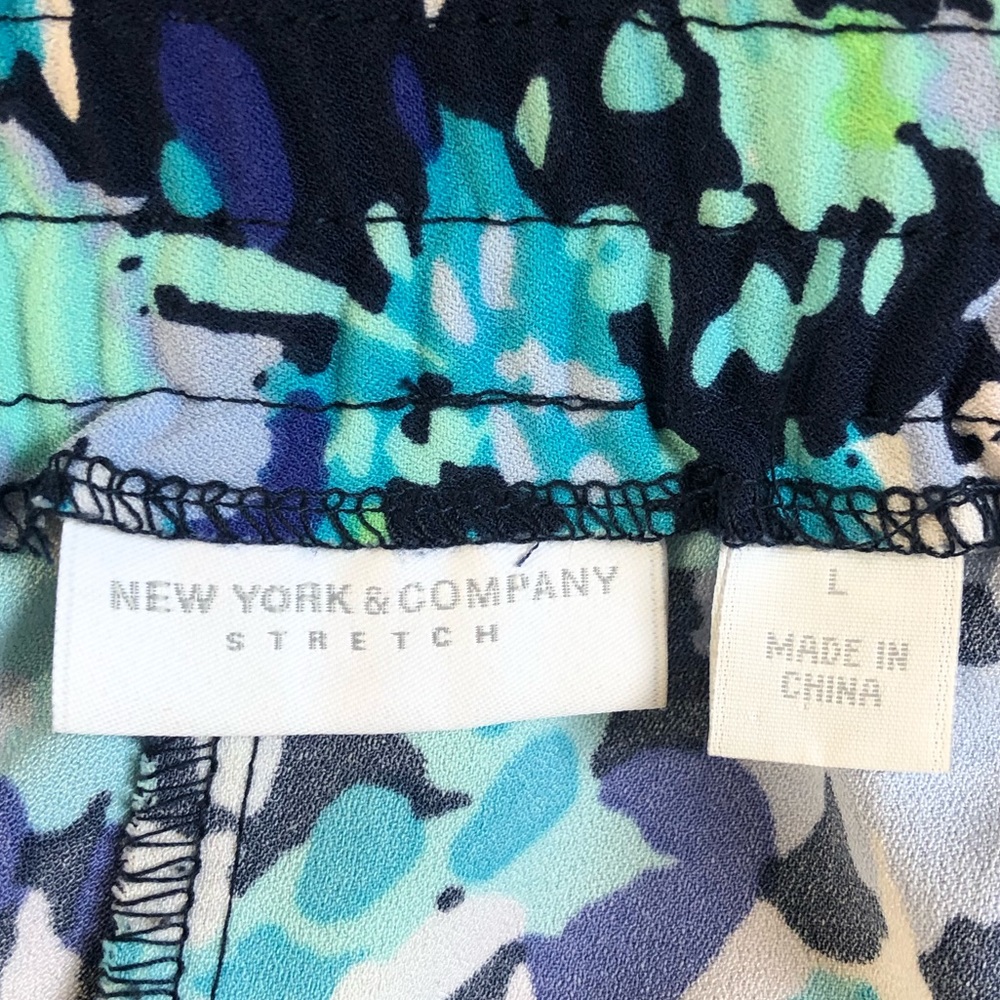 NEW YORK & COMPANY
STRETCH
L
MADE IN
CHINA